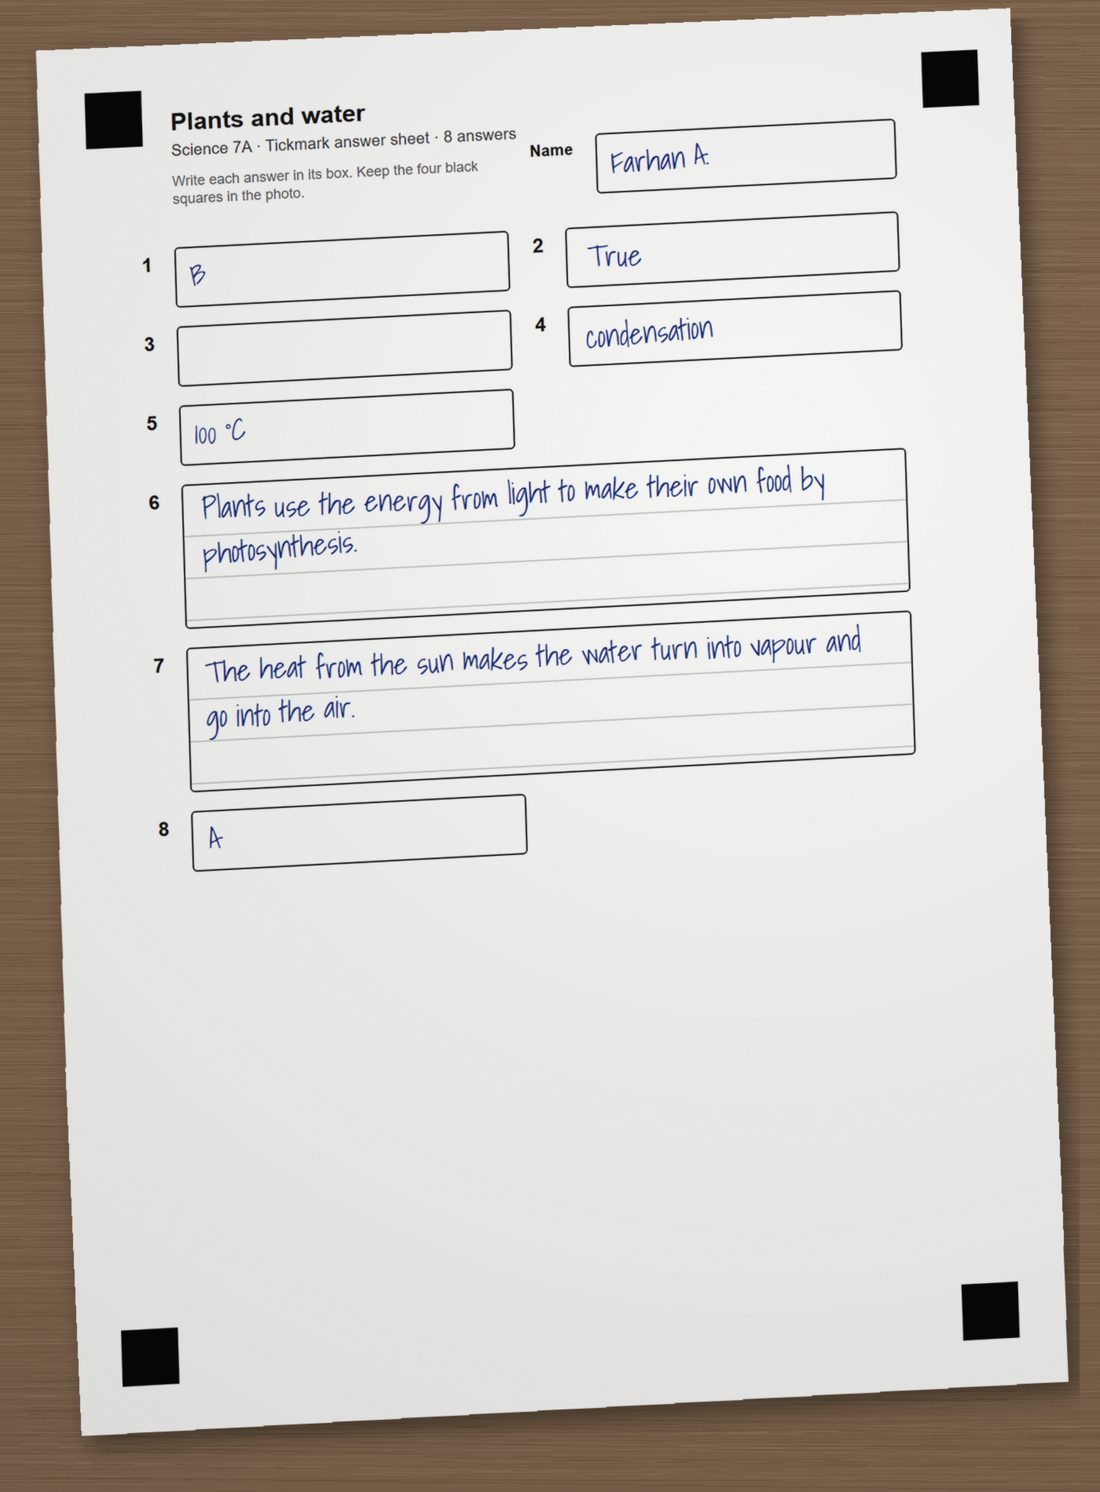 Plants and water
Science 7A · Tickmark answer sheet · 8 answers
Write each answer in its box. Keep the four black
squares in the photo.
Name
Farhan A.
1
B
2
True
3
4
condensation
5
100 °C
6
Plants use the energy from light to make their own food by
photosynthesis.
7
The heat from the sun makes the water turn into vapour and
go into the air.
8
A